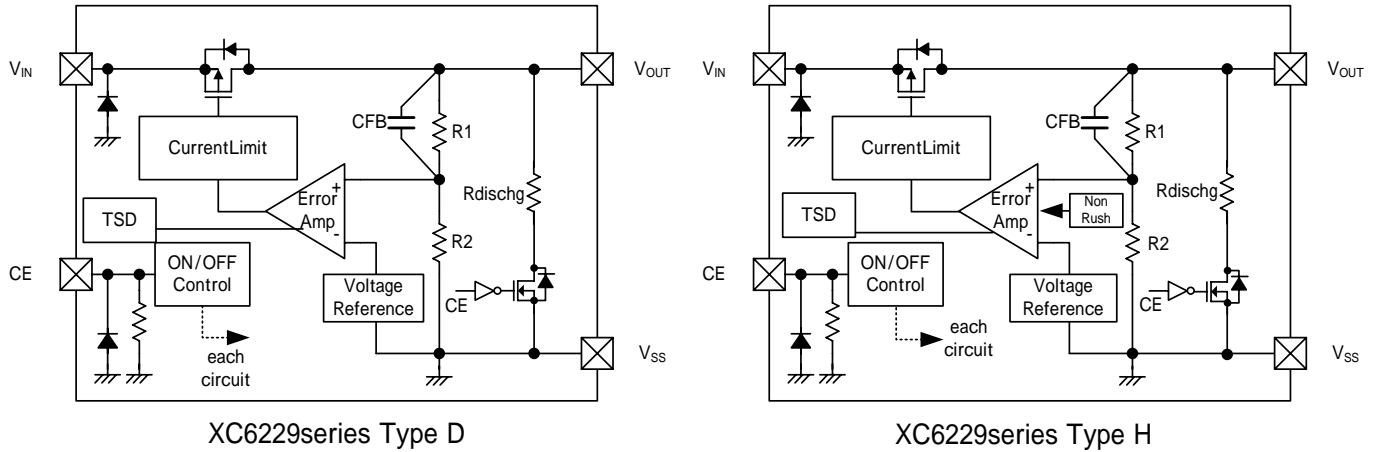 VIN
VOUT
CFB
R1
CurrentLimit
Error
Amp
+
-
Rdischg
TSD
R2
CE
ON/OFF
Control
Voltage
Reference
CE
each
circuit
VSS
XC6229series Type D
VIN
VOUT
CFB
R1
CurrentLimit
Error
Amp
+
-
Non
Rush
Rdischg
TSD
R2
CE
ON/OFF
Control
Voltage
Reference
CE
each
circuit
VSS
XC6229series Type H